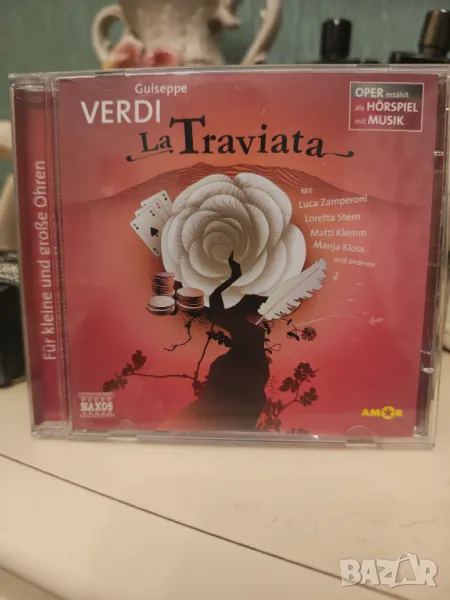 Guiseppe
VERDI
La Traviata
OPER erzählt
als HÖRSPIEL
mit MUSIK
Mit
Luca Zamperoni
Loretta Stern
Matti Klemm
Manja Kloss
und anderen
Für kleine und große Ohren
NAXOS
AMOR
BAZAR